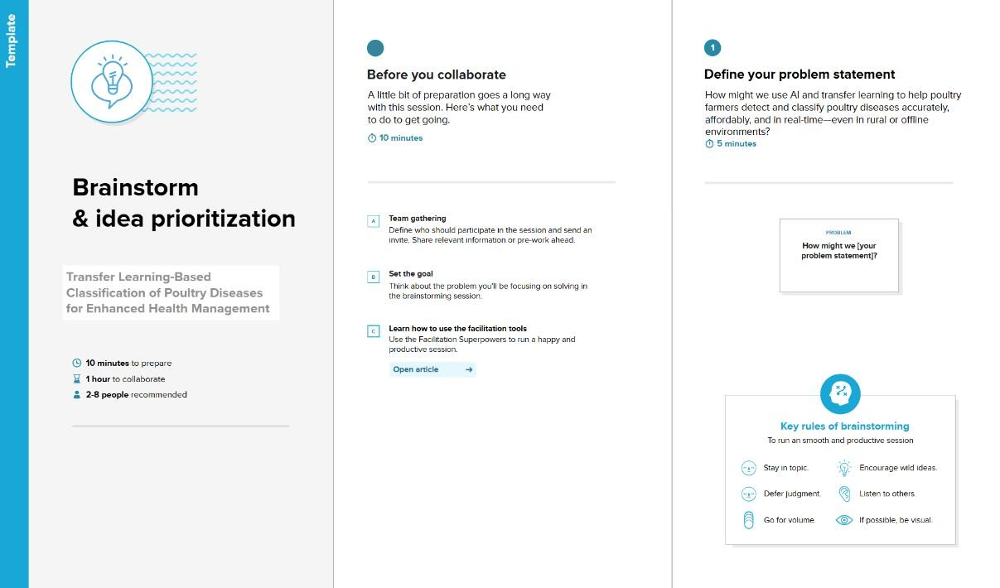 Template
Brainstorm
& idea prioritization
Transfer Learning-Based
Classification of Poultry Diseases
for Enhanced Health Management
10 minutes to prepare
1 hour to collaborate
2-8 people recommended
Before you collaborate
A little bit of preparation goes a long way
with this session. Here's what you need
to do to get going.
10 minutes
A
Team gathering
Define who should participate in the session and send an
invite. Share relevant information or pre-work ahead.
B
Set the goal
Think about the problem you'll be focusing on solving in
the brainstorming session.
C
Learn how to use the facilitation tools
Use the Facilitation Superpowers to run a happy and
productive session.
Open article →
1
Define your problem statement
How might we use AI and transfer learning to help poultry
farmers detect and classify poultry diseases accurately,
affordably, and in real-time—even in rural or offline
environments?
5 minutes
PROBLEM
How might we [your
problem statement]?
Key rules of brainstorming
To run an smooth and productive session
Stay in topic.
Encourage wild ideas.
Defer judgment.
Listen to others.
Go for volume.
If possible, be visual.